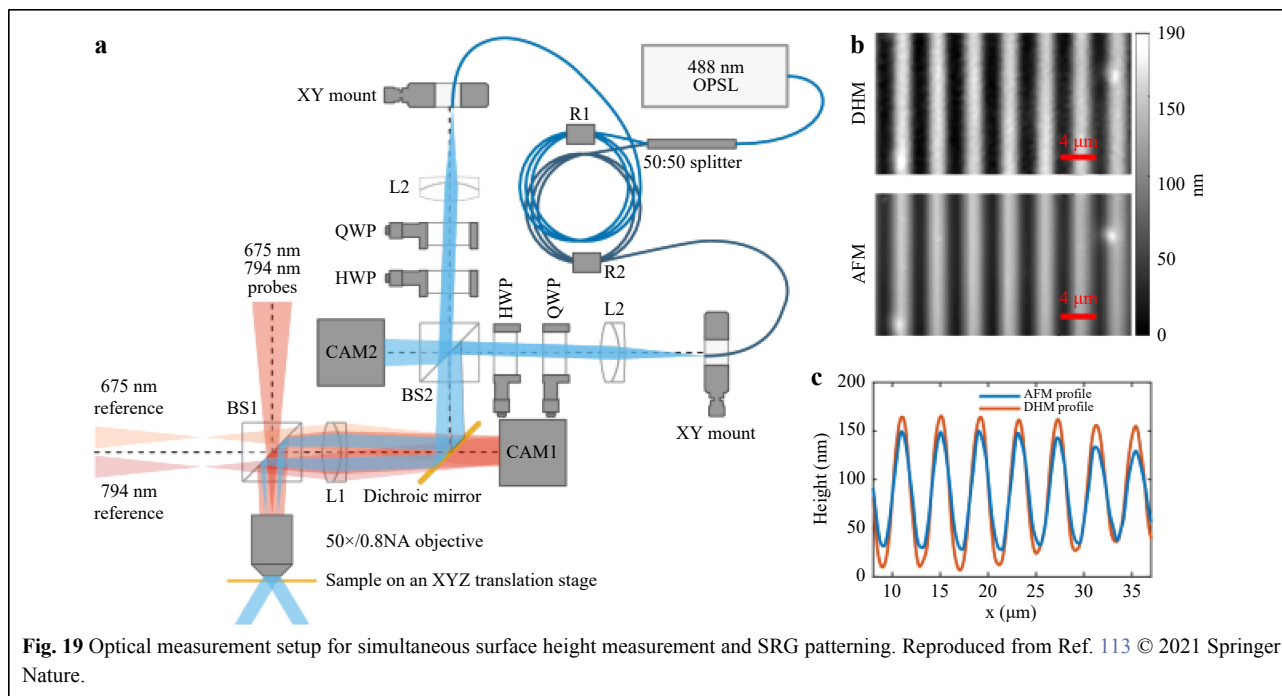 a
XY mount
488 nm
OPSL
R1
50:50 splitter
L2
QWP
HWP
R2
675 nm
794 nm
probes
HWP
QWP
L2
CAM2
BS2
XY mount
675 nm
reference
BS1
CAM1
794 nm
reference
L1
Dichroic mirror
50×/0.8NA objective
Sample on an XYZ translation stage
b
DHM
4 μm
AFM
4 μm
190
150
100
50
0
nm
c
200
150
100
50
0
Height (nm)
AFM profile
DHM profile
10 15 20 25 30 35
x (μm)
Fig. 19 Optical measurement setup for simultaneous surface height measurement and SRG patterning. Reproduced from Ref. 113 © 2021 Springer
Nature.